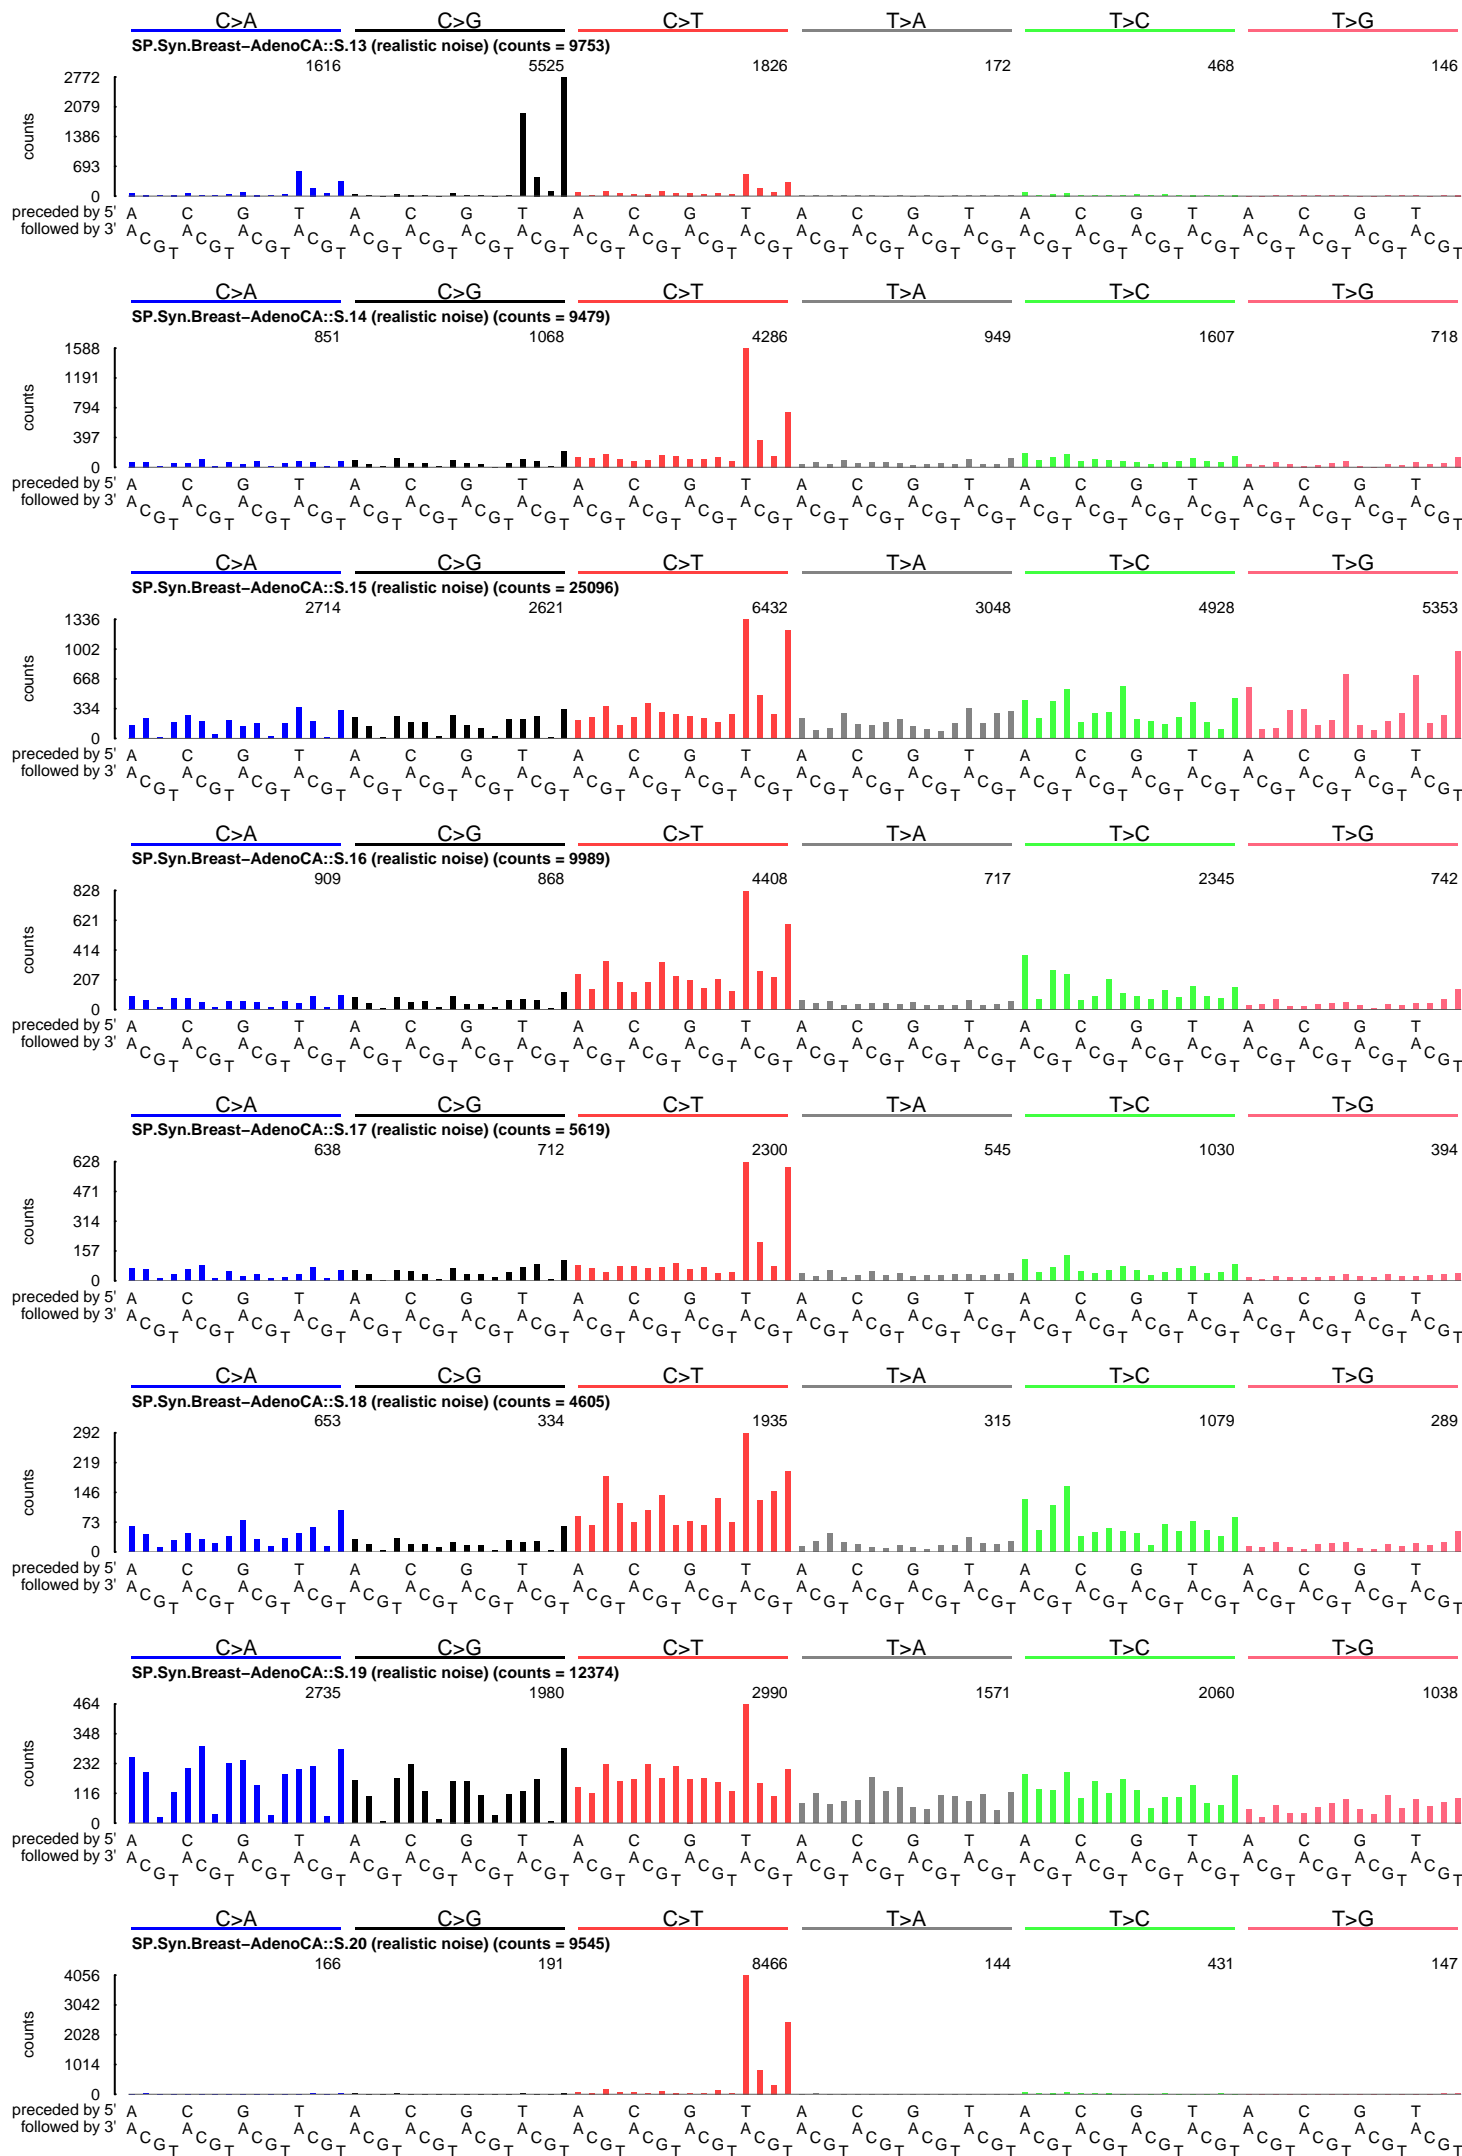 C>A C>G C>T T>A T>C T>G
SP.Syn.Breast−AdenoCA::S.13 (realistic noise) (counts = 9753)
1616 5525 1826 172 468 146
2772
2079
1386
693
0
counts
preceded by 5' A C G T A C G T A C G T A C G T A C G T A C G T
followed by 3' A C G T A C G T A C G T A C G T A C G T A C G T A C G T A C G T A C G T A C G T A C G T A C G T A C G T A C G T A C G T A C G T A C G T A C G T A C G T A C G T A C G T A C G T A C G T A C G T
C>A C>G C>T T>A T>C T>G
SP.Syn.Breast−AdenoCA::S.14 (realistic noise) (counts = 9479)
851 1068 4286 949 1607 718
1588
1191
794
397
0
counts
preceded by 5' A C G T A C G T A C G T A C G T A C G T A C G T
followed by 3' A C G T A C G T A C G T A C G T A C G T A C G T A C G T A C G T A C G T A C G T A C G T A C G T A C G T A C G T A C G T A C G T A C G T A C G T A C G T A C G T A C G T A C G T A C G T A C G T
C>A C>G C>T T>A T>C T>G
SP.Syn.Breast−AdenoCA::S.15 (realistic noise) (counts = 25096)
2714 2621 6432 3048 4928 5353
1336
1002
668
334
0
counts
preceded by 5' A C G T A C G T A C G T A C G T A C G T A C G T
followed by 3' A C G T A C G T A C G T A C G T A C G T A C G T A C G T A C G T A C G T A C G T A C G T A C G T A C G T A C G T A C G T A C G T A C G T A C G T A C G T A C G T A C G T A C G T A C G T A C G T
C>A C>G C>T T>A T>C T>G
SP.Syn.Breast−AdenoCA::S.16 (realistic noise) (counts = 9989)
909 868 4408 717 2345 742
828
621
414
207
0
counts
preceded by 5' A C G T A C G T A C G T A C G T A C G T A C G T
followed by 3' A C G T A C G T A C G T A C G T A C G T A C G T A C G T A C G T A C G T A C G T A C G T A C G T A C G T A C G T A C G T A C G T A C G T A C G T A C G T A C G T A C G T A C G T A C G T A C G T
C>A C>G C>T T>A T>C T>G
SP.Syn.Breast−AdenoCA::S.17 (realistic noise) (counts = 5619)
638 712 2300 545 1030 394
628
471
314
157
0
counts
preceded by 5' A C G T A C G T A C G T A C G T A C G T A C G T
followed by 3' A C G T A C G T A C G T A C G T A C G T A C G T A C G T A C G T A C G T A C G T A C G T A C G T A C G T A C G T A C G T A C G T A C G T A C G T A C G T A C G T A C G T A C G T A C G T A C G T
C>A C>G C>T T>A T>C T>G
SP.Syn.Breast−AdenoCA::S.18 (realistic noise) (counts = 4605)
653 334 1935 315 1079 289
292
219
146
73
0
counts
preceded by 5' A C G T A C G T A C G T A C G T A C G T A C G T
followed by 3' A C G T A C G T A C G T A C G T A C G T A C G T A C G T A C G T A C G T A C G T A C G T A C G T A C G T A C G T A C G T A C G T A C G T A C G T A C G T A C G T A C G T A C G T A C G T A C G T
C>A C>G C>T T>A T>C T>G
SP.Syn.Breast−AdenoCA::S.19 (realistic noise) (counts = 12374)
2735 1980 2990 1571 2060 1038
464
348
232
116
0
counts
preceded by 5' A C G T A C G T A C G T A C G T A C G T A C G T
followed by 3' A C G T A C G T A C G T A C G T A C G T A C G T A C G T A C G T A C G T A C G T A C G T A C G T A C G T A C G T A C G T A C G T A C G T A C G T A C G T A C G T A C G T A C G T A C G T A C G T
C>A C>G C>T T>A T>C T>G
SP.Syn.Breast−AdenoCA::S.20 (realistic noise) (counts = 9545)
166 191 8466 144 431 147
4056
3042
2028
1014
0
counts
preceded by 5' A C G T A C G T A C G T A C G T A C G T A C G T
followed by 3' A C G T A C G T A C G T A C G T A C G T A C G T A C G T A C G T A C G T A C G T A C G T A C G T A C G T A C G T A C G T A C G T A C G T A C G T A C G T A C G T A C G T A C G T A C G T A C G T